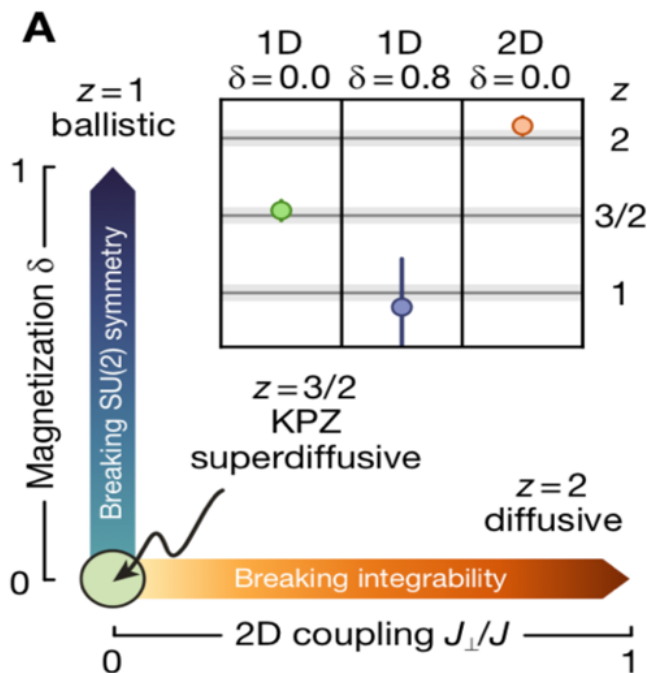 A
1D 1D 2D
δ = 0.0 δ = 0.8 δ = 0.0
z
z = 1
ballistic
2
3/2
1
1
Magnetization δ
0
Breaking SU(2) symmetry
z = 3/2
KPZ
superdiffusive
z = 2
diffusive
Breaking integrability
2D coupling J⊥/J
0 1